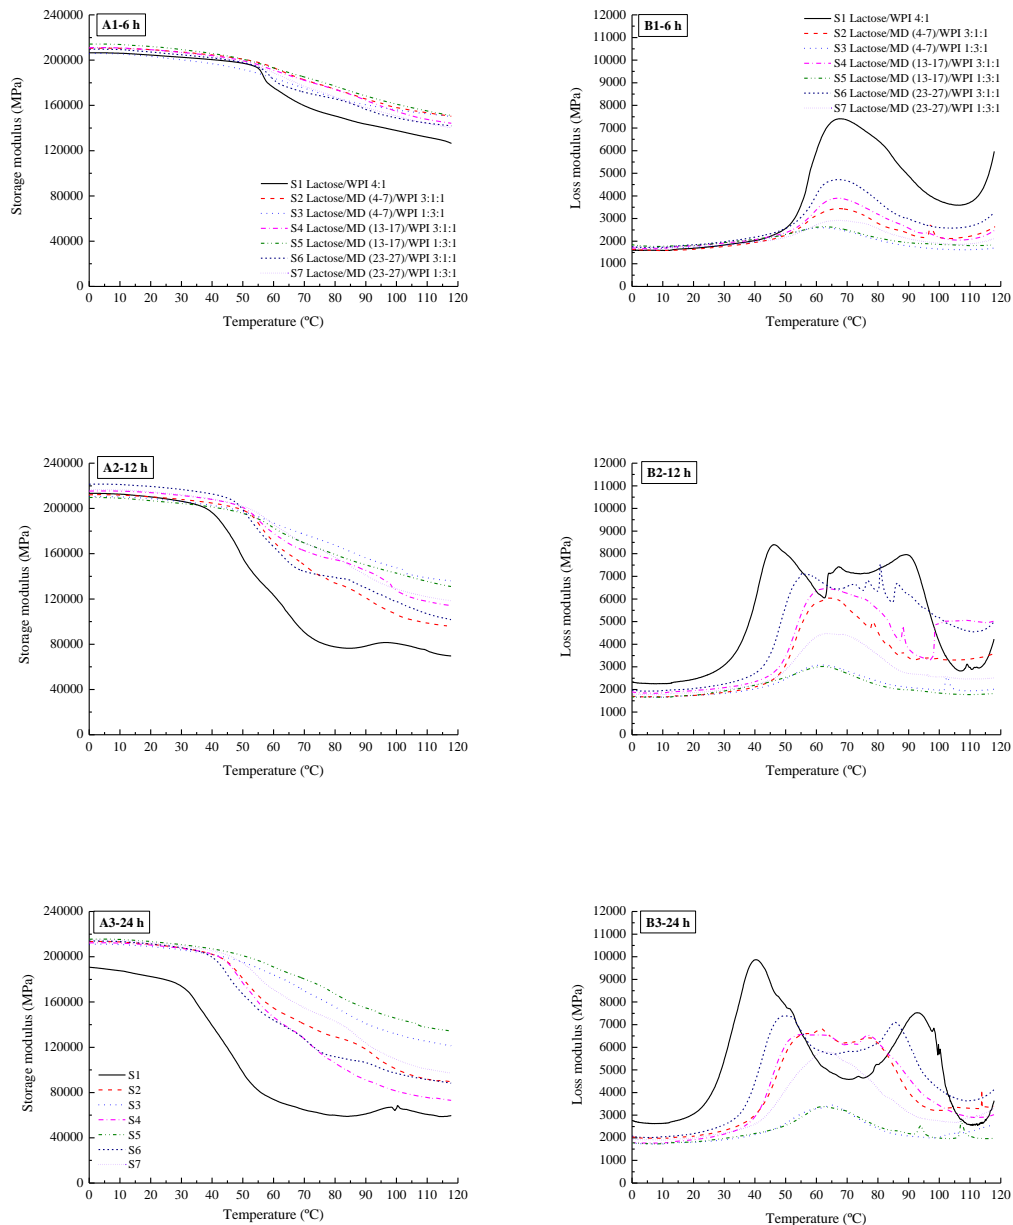 A1-6 h
240000
200000
160000
120000
80000
40000
0
0 10 20 30 40 50 60 70 80 90 100 110 120
Storage modulus (MPa)
Temperature (ºC)
S1 Lactose/WPI 4:1
S2 Lactose/MD (4-7)/WPI 3:1:1
S3 Lactose/MD (4-7)/WPI 1:3:1
S4 Lactose/MD (13-17)/WPI 3:1:1
S5 Lactose/MD (13-17)/WPI 1:3:1
S6 Lactose/MD (23-27)/WPI 3:1:1
S7 Lactose/MD (23-27)/WPI 1:3:1
B1-6 h
12000
11000
10000
9000
8000
7000
6000
5000
4000
3000
2000
1000
0
0 10 20 30 40 50 60 70 80 90 100 110 120
Loss modulus (MPa)
Temperature (ºC)
S1 Lactose/WPI 4:1
S2 Lactose/MD (4-7)/WPI 3:1:1
S3 Lactose/MD (4-7)/WPI 1:3:1
S4 Lactose/MD (13-17)/WPI 3:1:1
S5 Lactose/MD (13-17)/WPI 1:3:1
S6 Lactose/MD (23-27)/WPI 3:1:1
S7 Lactose/MD (23-27)/WPI 1:3:1
A2-12 h
240000
200000
160000
120000
80000
40000
0
0 10 20 30 40 50 60 70 80 90 100 110 120
Storage modulus (MPa)
Temperature (ºC)
B2-12 h
12000
11000
10000
9000
8000
7000
6000
5000
4000
3000
2000
1000
0
0 10 20 30 40 50 60 70 80 90 100 110 120
Loss modulus (MPa)
Temperature (ºC)
A3-24 h
240000
200000
160000
120000
80000
40000
0
0 10 20 30 40 50 60 70 80 90 100 110 120
Storage modulus (MPa)
Temperature (ºC)
S1
S2
S3
S4
S5
S6
S7
B3-24 h
12000
11000
10000
9000
8000
7000
6000
5000
4000
3000
2000
1000
0
0 10 20 30 40 50 60 70 80 90 100 110 120
Loss modulus (MPa)
Temperature (ºC)